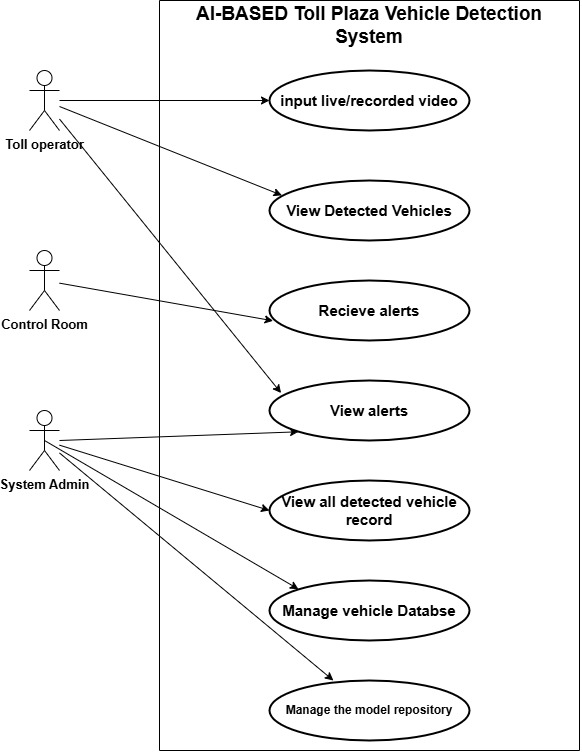 AI-BASED Toll Plaza Vehicle Detection
System
input live/recorded video
Toll operator
View Detected Vehicles
Recieve alerts
Control Room
View alerts
System Admin
View all detected vehicle
record
Manage vehicle Databse
Manage the model repository